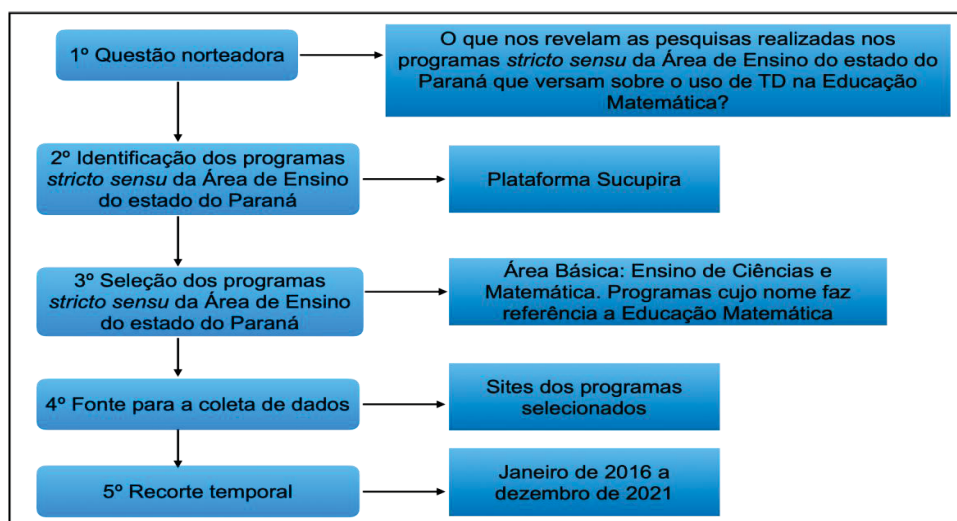 1º Questão norteadora
O que nos revelam as pesquisas realizadas nos
programas stricto sensu da Área de Ensino do estado do
Paraná que versam sobre o uso de TD na Educação
Matemática?
2º Identificação dos programas
stricto sensu da Área de Ensino
do estado do Paraná
Plataforma Sucupira
3º Seleção dos programas
stricto sensu da Área de Ensino
do estado do Paraná
Área Básica: Ensino de Ciências e
Matemática. Programas cujo nome faz
referência a Educação Matemática
4º Fonte para a coleta de dados
Sites dos programas
selecionados
5º Recorte temporal
Janeiro de 2016 a
dezembro de 2021